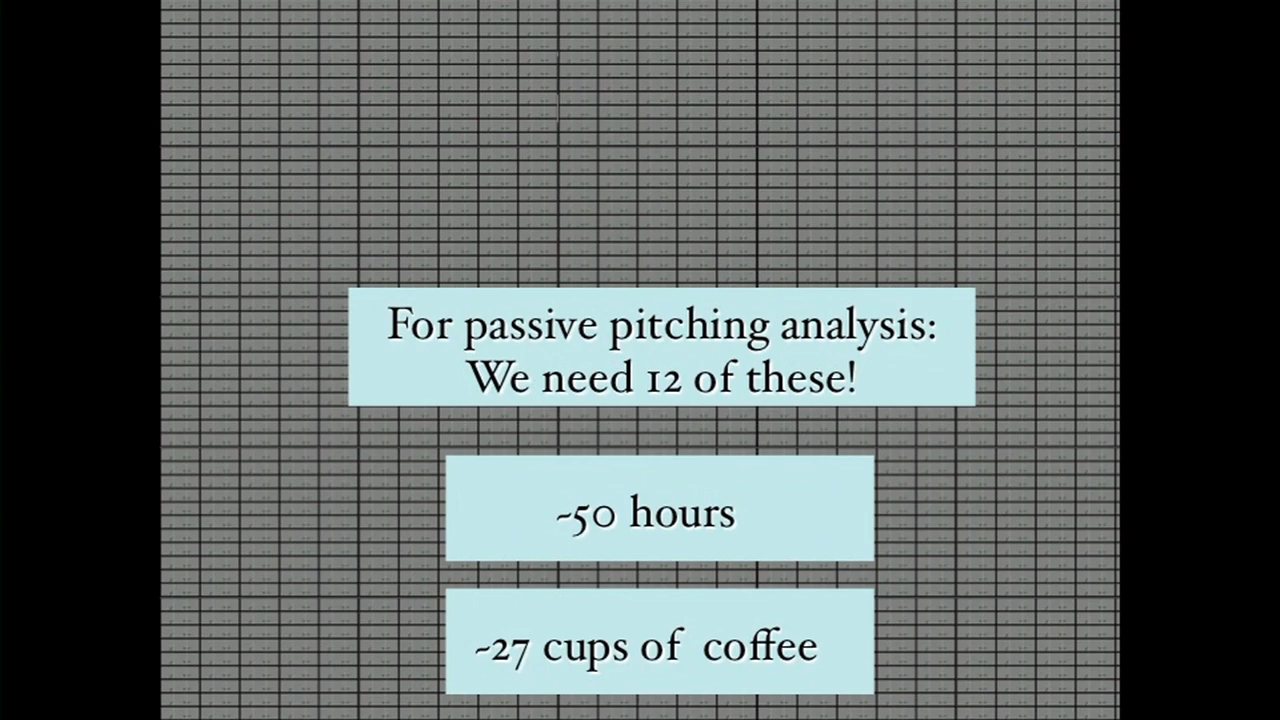 For passive pitching analysis:
We need 12 of these!
~50 hours
~27 cups of coffee